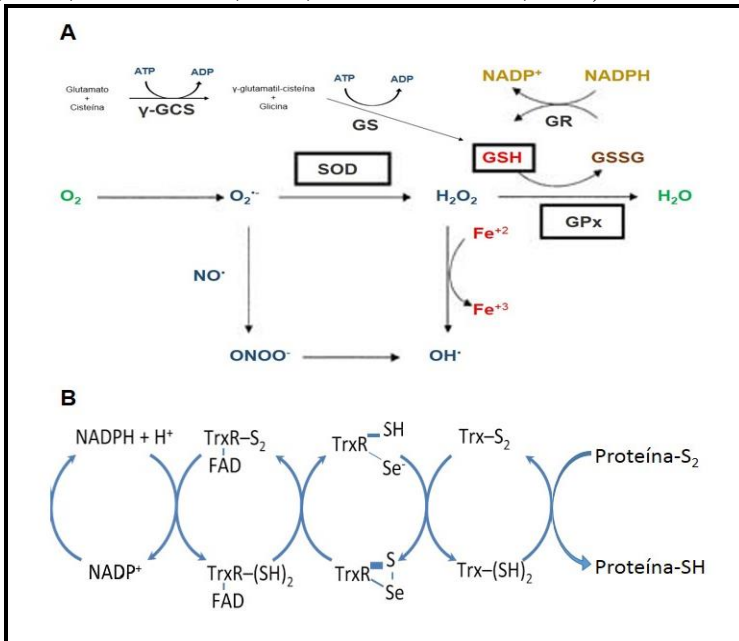 A
ATP ADP ATP ADP NADP+ NADPH
Glutamato
+
Cisteína
γ-GCS
γ-glutamatil-cisteína
+
Glicina
GS
GR
SOD
GSH GSSG
O₂ O₂•- H₂O₂ H₂O
GPx
Fe+2
NO•
Fe+3
ONOO- OH•
B
NADPH + H+ TrxR–S₂
FAD
TrxR SH
Se-
Trx–S₂
Proteína-S₂
NADP+ TrxR–(SH)₂
FAD
TrxR S
Se
Trx–(SH)₂
Proteína-SH